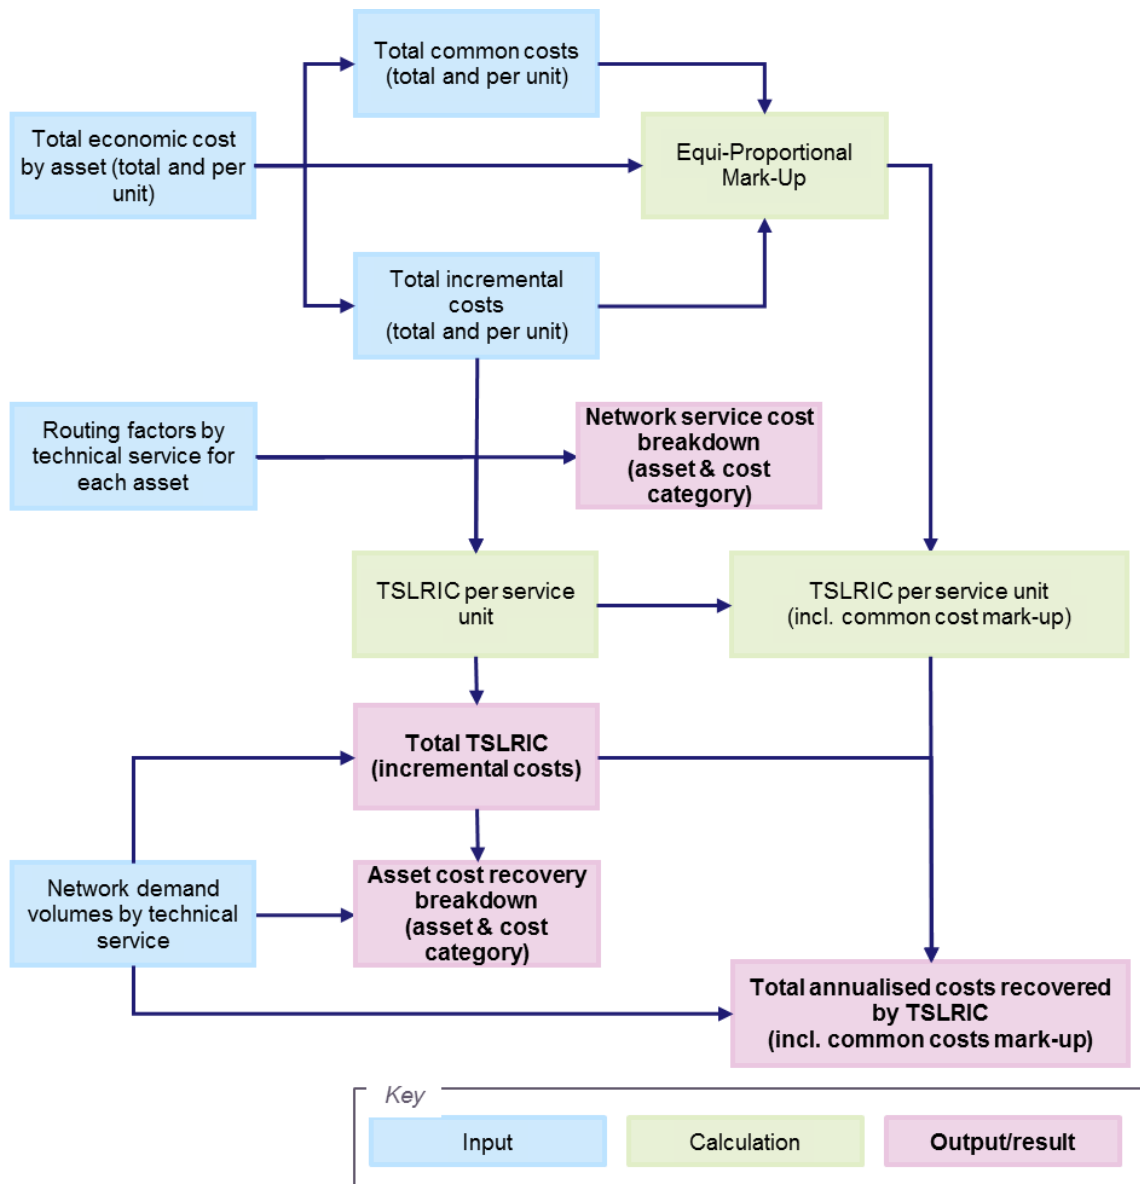 Total common costs
(total and per unit)
Total economic cost
by asset (total and per
unit)
Equi-Proportional
Mark-Up
Total incremental
costs
(total and per unit)
Routing factors by
technical service for
each asset
Network service cost
breakdown
(asset & cost
category)
TSLRIC per service
unit
TSLRIC per service unit
(incl. common cost mark-up)
Total TSLRIC
(incremental costs)
Network demand
volumes by technical
service
Asset cost recovery
breakdown
(asset & cost
category)
Total annualised costs recovered
by TSLRIC
(incl. common costs mark-up)
Key
Input
Calculation
Output/result